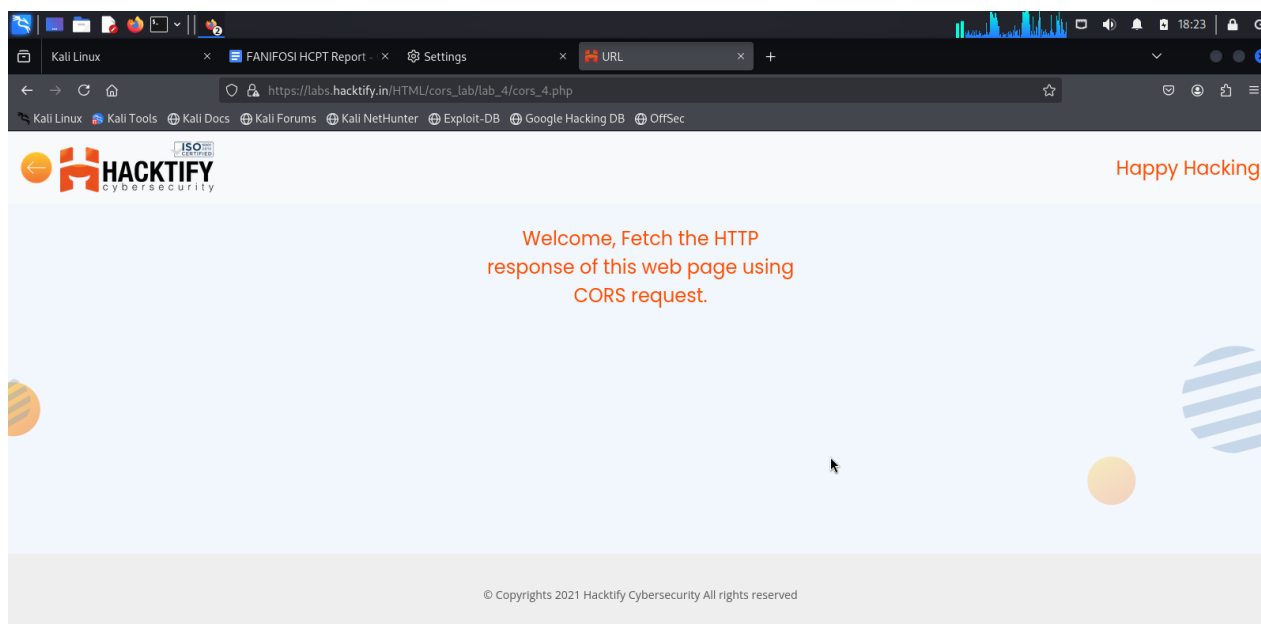 18:23
Kali Linux
FANIFOSI HCPT Report -
Settings
URL
https://labs.hacktify.in/HTML/cors_lab/lab_4/cors_4.php
Kali Linux Kali Tools Kali Docs Kali Forums Kali NetHunter Exploit-DB Google Hacking DB OffSec
ISO
CERTIFIED
HACKTIFY
cybersecurity
Happy Hacking
Welcome, Fetch the HTTP
response of this web page using
CORS request.
© Copyrights 2021 Hacktify Cybersecurity All rights reserved